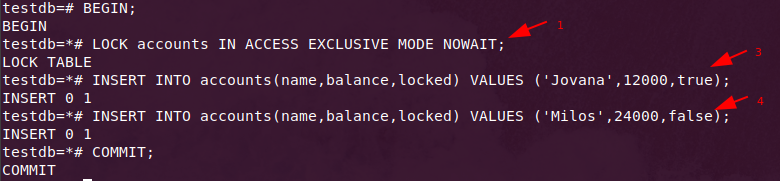 testdb=# BEGIN;
BEGIN
testdb=*# LOCK accounts IN ACCESS EXCLUSIVE MODE NOWAIT; 1
LOCK TABLE
testdb=*# INSERT INTO accounts(name,balance,locked) VALUES ('Jovana',12000,true); 3
INSERT 0 1
testdb=*# INSERT INTO accounts(name,balance,locked) VALUES ('Milos',24000,false); 4
INSERT 0 1
testdb=*# COMMIT;
COMMIT